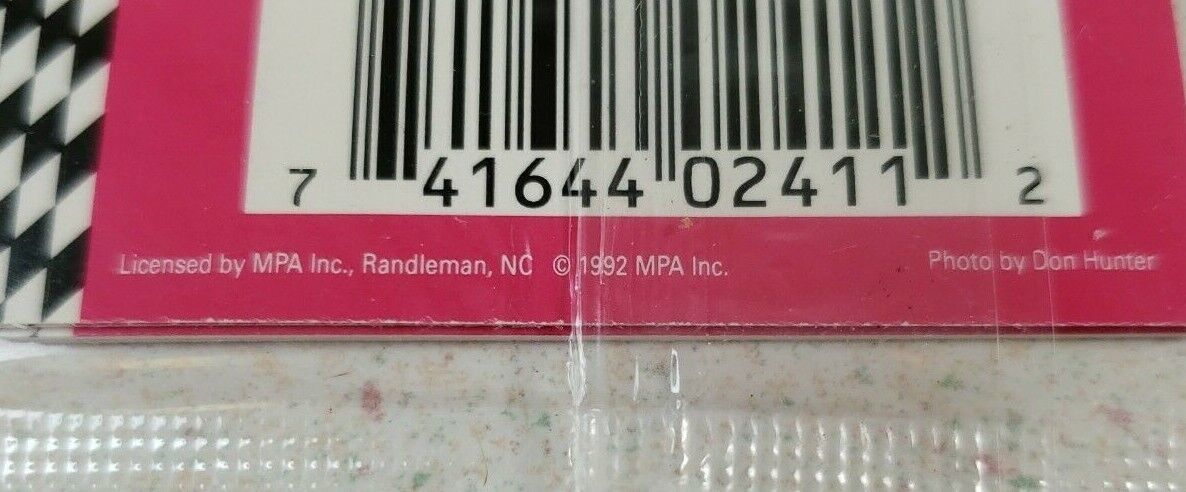 7 41644 02411 2
Licensed by MPA Inc., Randleman, NC © 1992 MPA Inc. Photo by Don Hunter